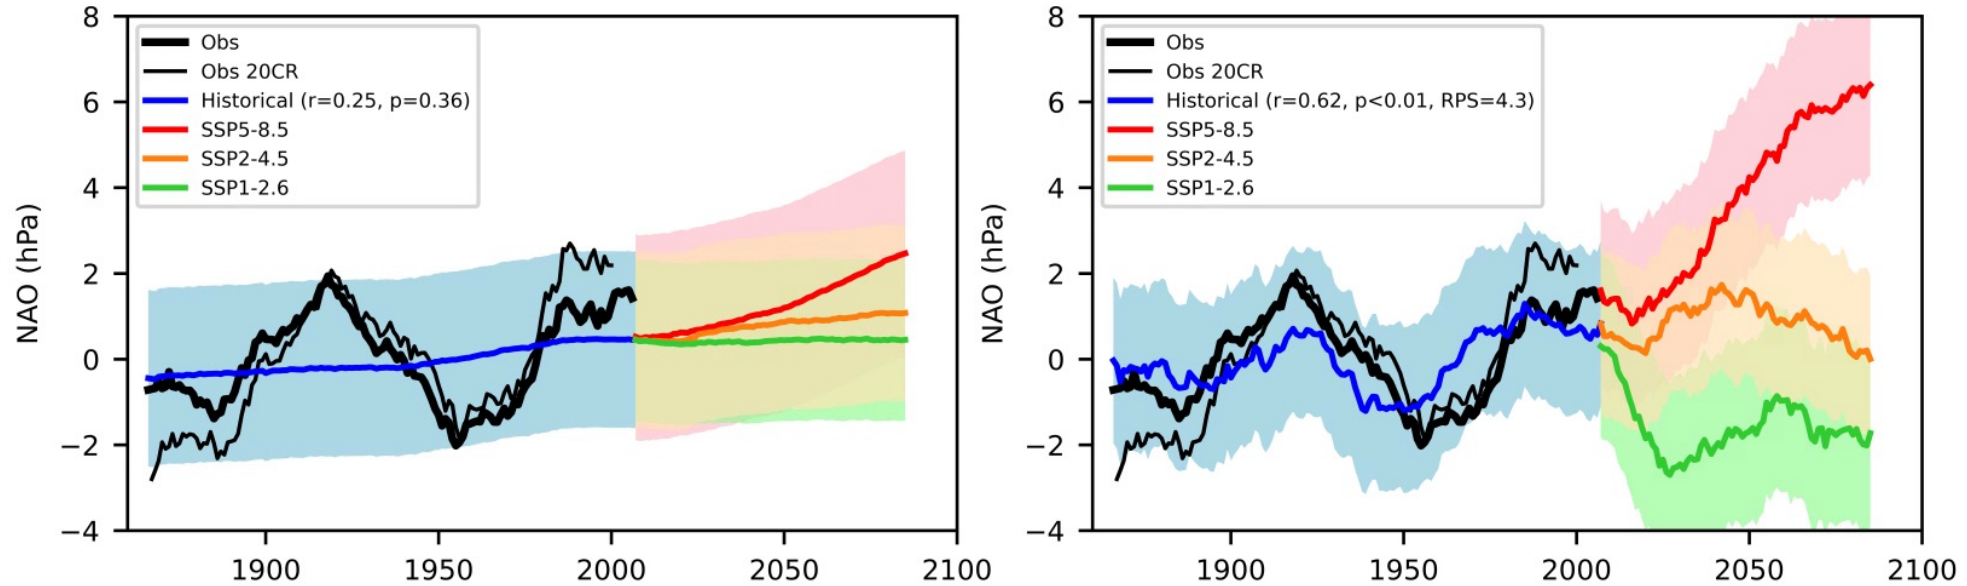 NAO (hPa)
8
6
4
2
0
−2
−4
Obs
Obs 20CR
Historical (r=0.25, p=0.36)
SSP5-8.5
SSP2-4.5
SSP1-2.6
1900 1950 2000 2050 2100
NAO (hPa)
8
6
4
2
0
−2
−4
Obs
Obs 20CR
Historical (r=0.62, p<0.01, RPS=4.3)
SSP5-8.5
SSP2-4.5
SSP1-2.6
1900 1950 2000 2050 2100